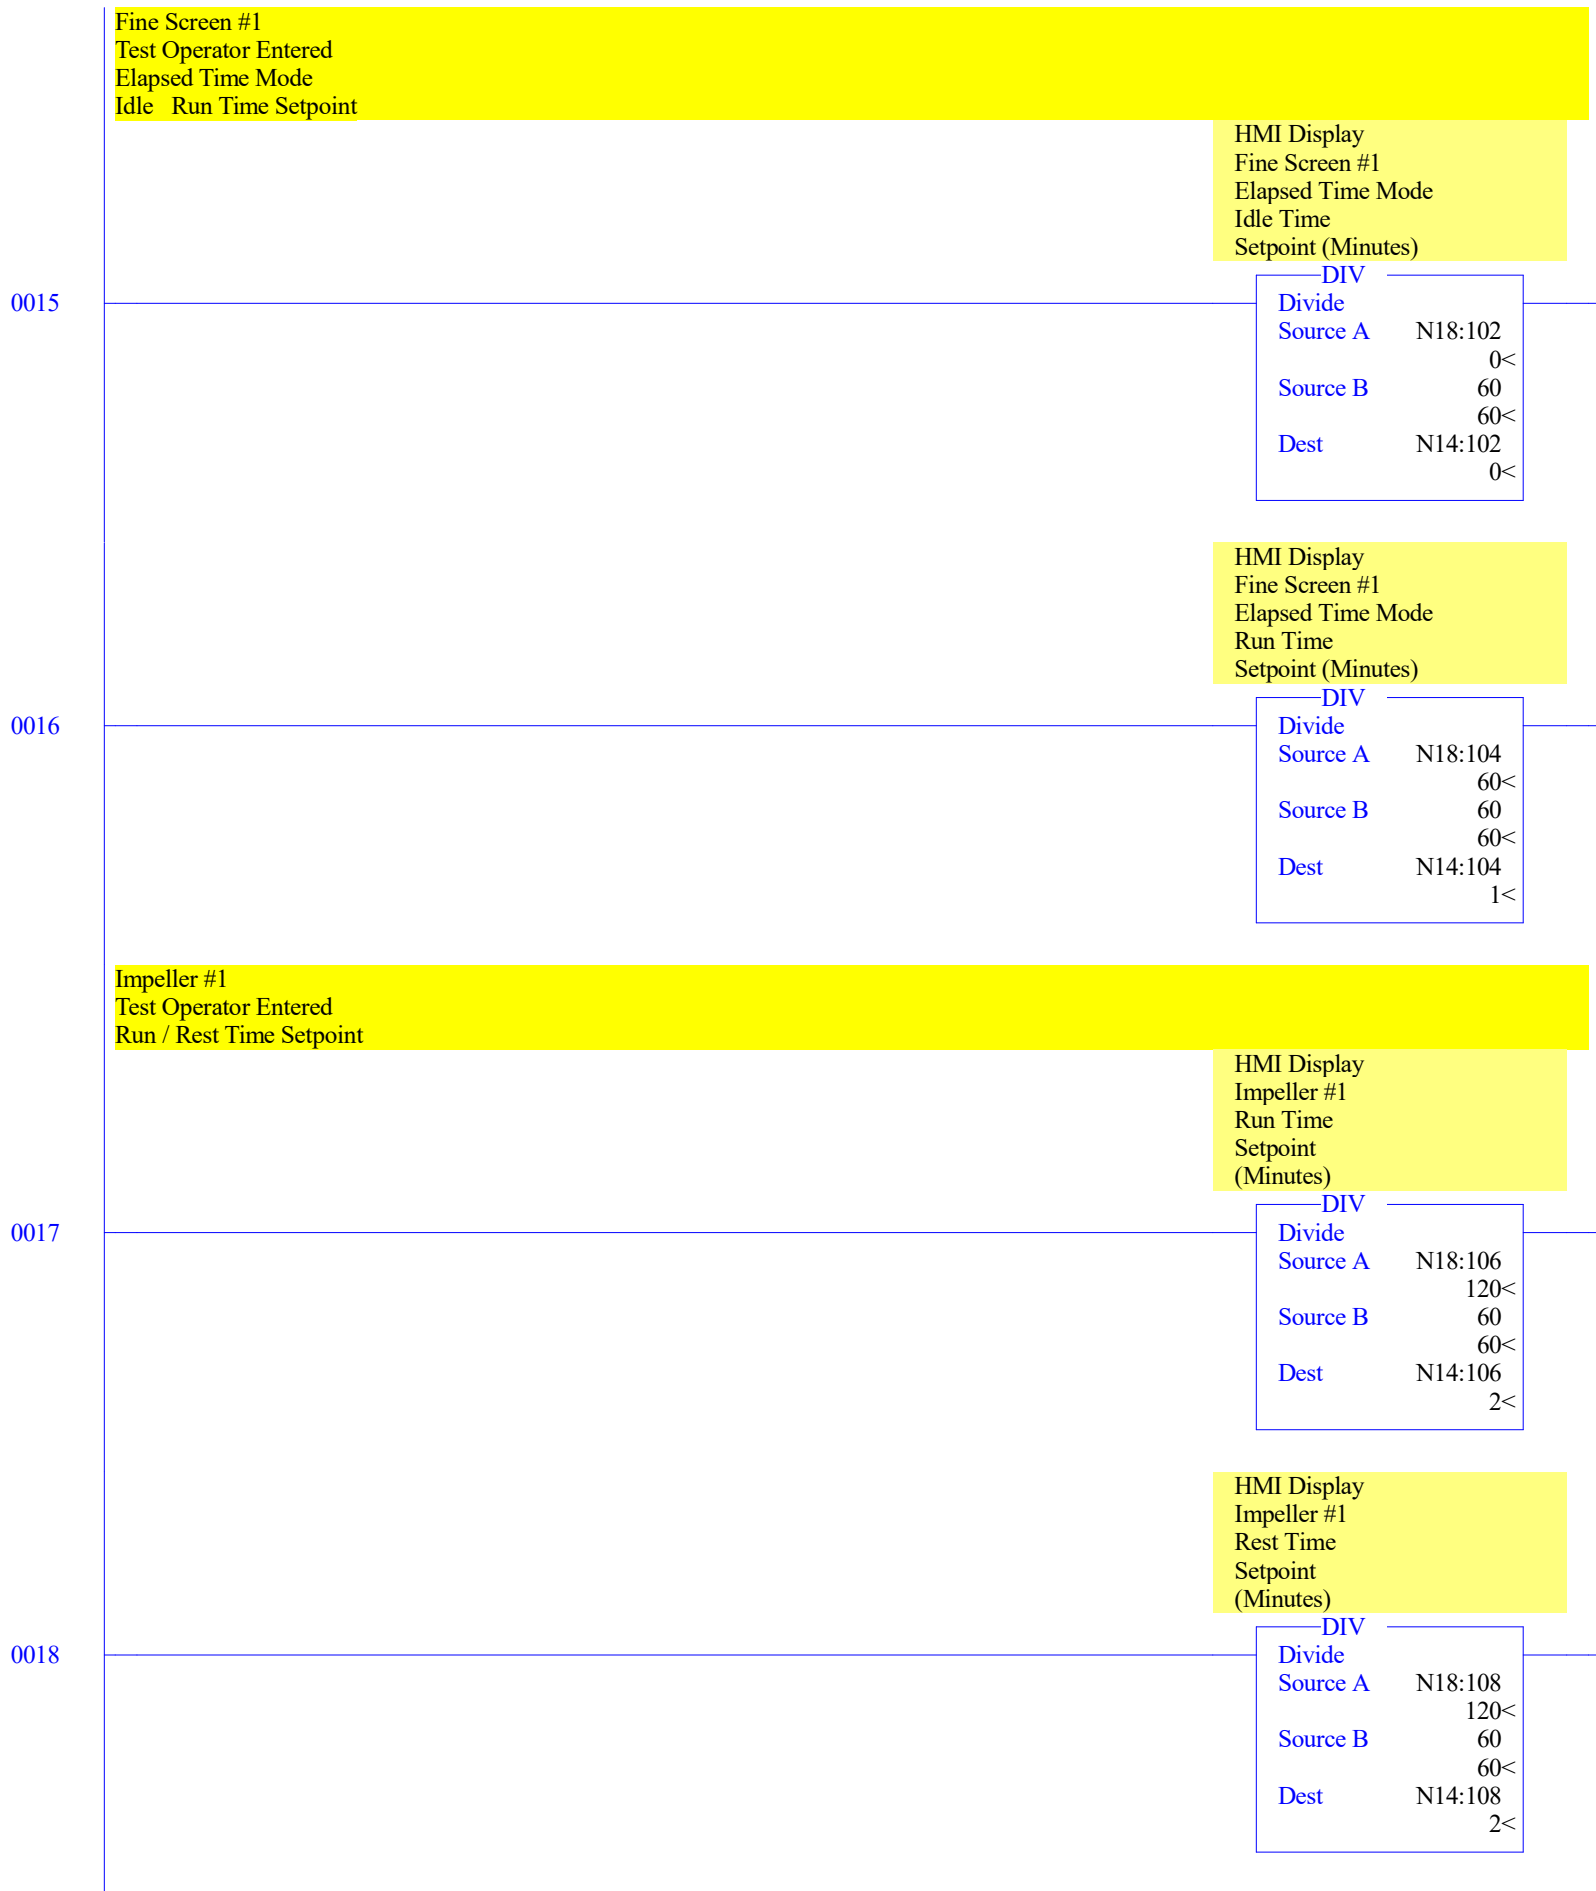 Fine Screen #1
Test Operator Entered
Elapsed Time Mode
Idle   Run Time Setpoint
HMI Display
Fine Screen #1
Elapsed Time Mode
Idle Time
Setpoint (Minutes)
DIV
0015
Divide
Source A N18:102
0<
Source B 60
60<
Dest N14:102
0<
HMI Display
Fine Screen #1
Elapsed Time Mode
Run Time
Setpoint (Minutes)
DIV
0016
Divide
Source A N18:104
60<
Source B 60
60<
Dest N14:104
1<
Impeller #1
Test Operator Entered
Run / Rest Time Setpoint
HMI Display
Impeller #1
Run Time
Setpoint
(Minutes)
DIV
0017
Divide
Source A N18:106
120<
Source B 60
60<
Dest N14:106
2<
HMI Display
Impeller #1
Rest Time
Setpoint
(Minutes)
DIV
0018
Divide
Source A N18:108
120<
Source B 60
60<
Dest N14:108
2<